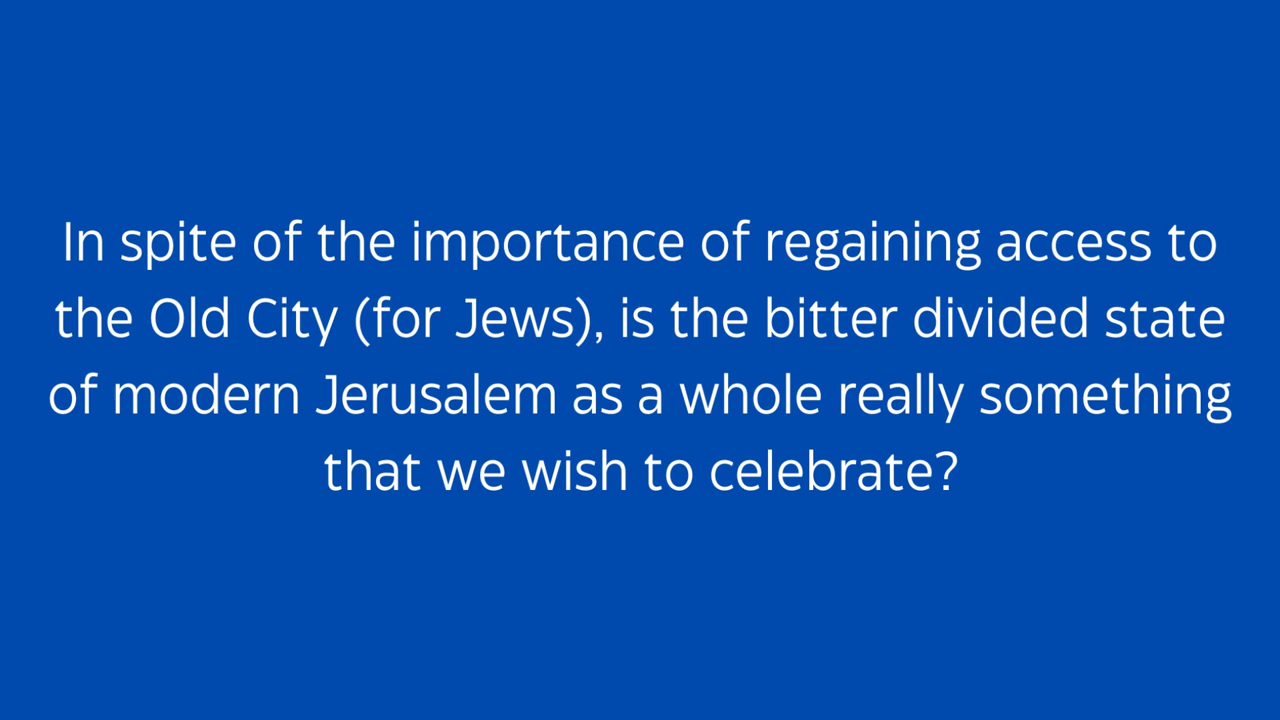 In spite of the importance of regaining access to
the Old City (for Jews), is the bitter divided state
of modern Jerusalem as a whole really something
that we wish to celebrate?